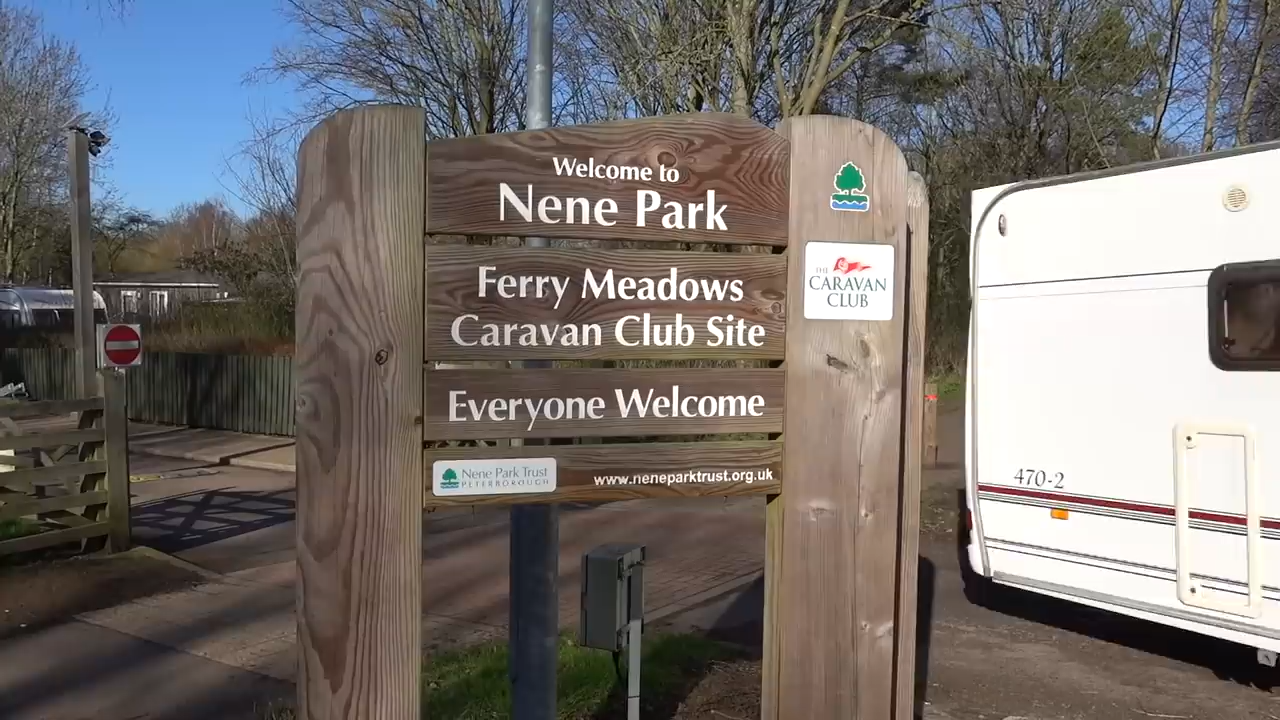 Welcome to
Nene Park
Ferry Meadows
Caravan Club Site
Everyone Welcome
Nene Park Trust
PETERBOROUGH
www.neneparktrust.org.uk
THE
CARAVAN
CLUB
470-2